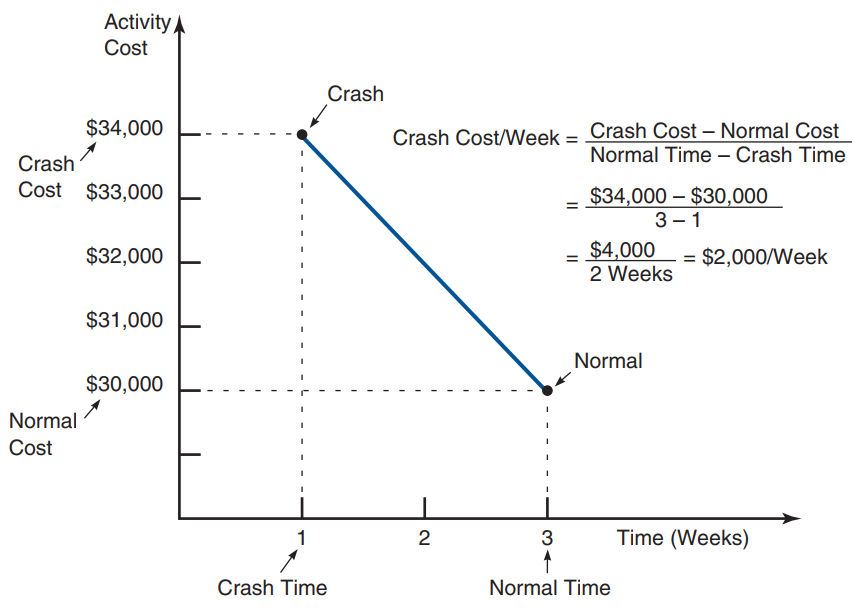 Activity
Cost
Crash
$34,000
Crash Cost/Week = Crash Cost – Normal Cost
Normal Time – Crash Time
Crash
Cost
$33,000
= $34,000 – $30,000
3 – 1
$32,000
= $4,000 = $2,000/Week
2 Weeks
$31,000
Normal
$30,000
Normal
Cost
1 2 3 Time (Weeks)
Crash Time Normal Time